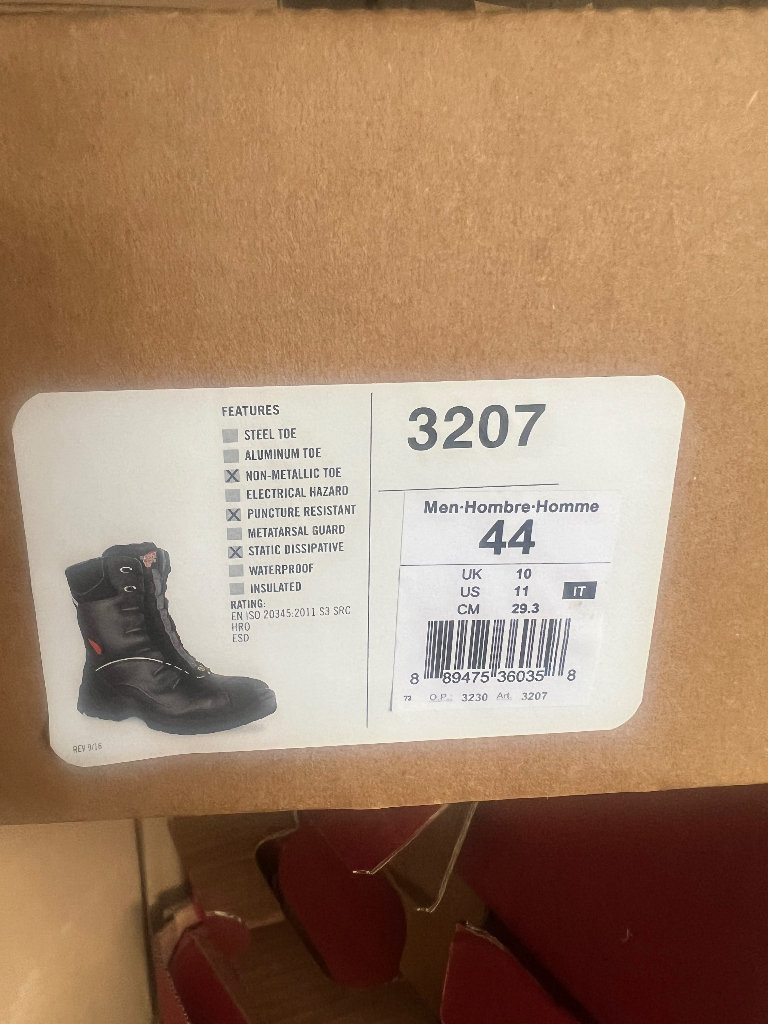 FEATURES
STEEL TOE
ALUMINUM TOE
NON-METALLIC TOE
ELECTRICAL HAZARD
PUNCTURE RESISTANT
METATARSAL GUARD
STATIC DISSIPATIVE
WATERPROOF
INSULATED
RATING:
EN ISO 20345:2011 S3 SRC
HRO
ESD
REV 9/16
3207
Men·Hombre·Homme
44
UK 10
US 11 IT
CM 29.3
8 89475 36035 8
73 O.P.: 3230 Art. 3207